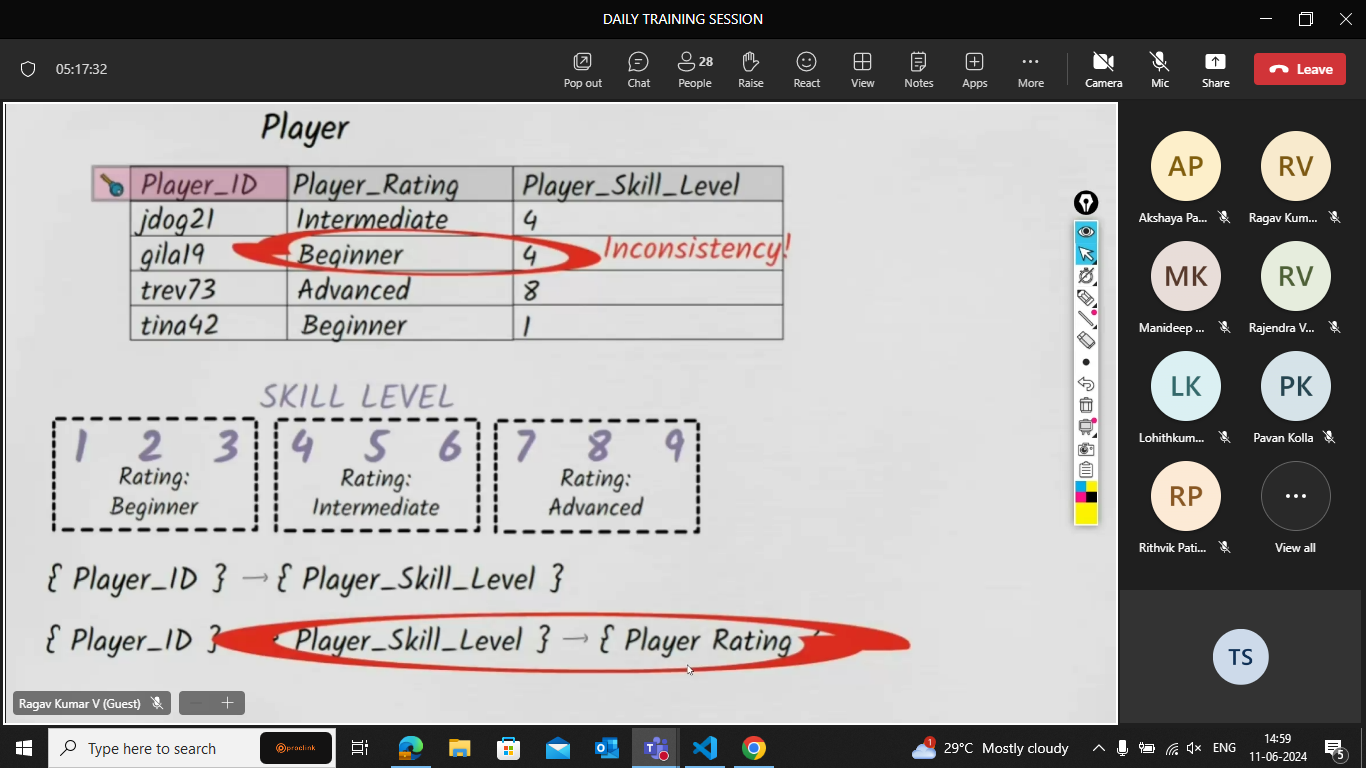 DAILY TRAINING SESSION
05:17:32
Pop out Chat People 28 Raise React View Notes Apps More Camera Mic Share Leave
Player
Player_ID Player_Rating Player_Skill_Level
jdog21 Intermediate 4
gila19 Beginner 4 Inconsistency!
trev73 Advanced 8
tina42 Beginner 1
SKILL LEVEL
1 2 3 4 5 6 7 8 9
Rating: Rating: Rating:
Beginner Intermediate Advanced
{ Player_ID } → { Player_Skill_Level }
{ Player_ID } Player_Skill_Level } → { Player Rating
Ragav Kumar V (Guest)
AP RV
Akshaya Pa... Ragav Kum...
MK RV
Manideep ... Rajendra V...
LK PK
Lohithkum... Pavan Kolla
RP ...
Rithvik Pati... View all
TS
Type here to search proclink
1 29°C Mostly cloudy ENG 14:59
11-06-2024 5